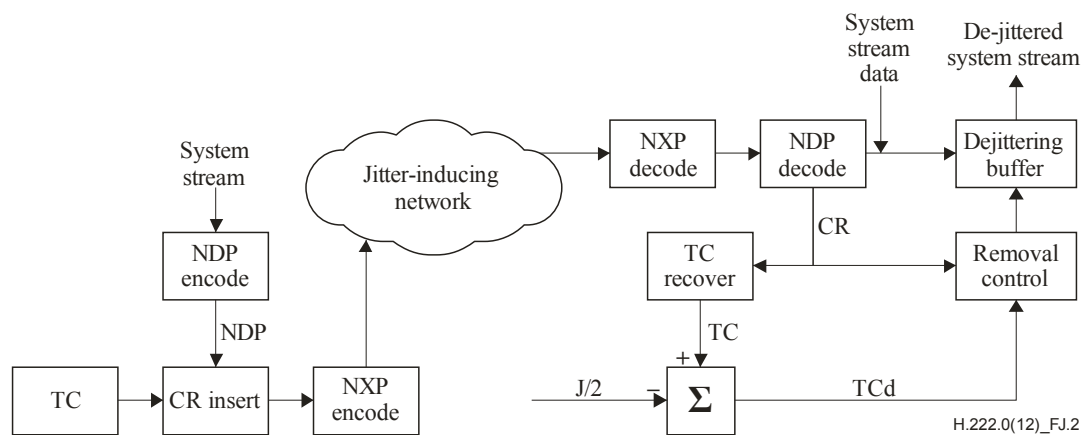 System
stream
data
De-jittered
system stream
NXP
decode
NDP
decode
Dejittering
buffer
System
stream
Jitter-inducing
network
CR
NDP
encode
TC
recover
Removal
control
NDP
TC
+
TC
CR insert
NXP
encode
J/2
–
Σ
TCd
H.222.0(12)_FJ.2